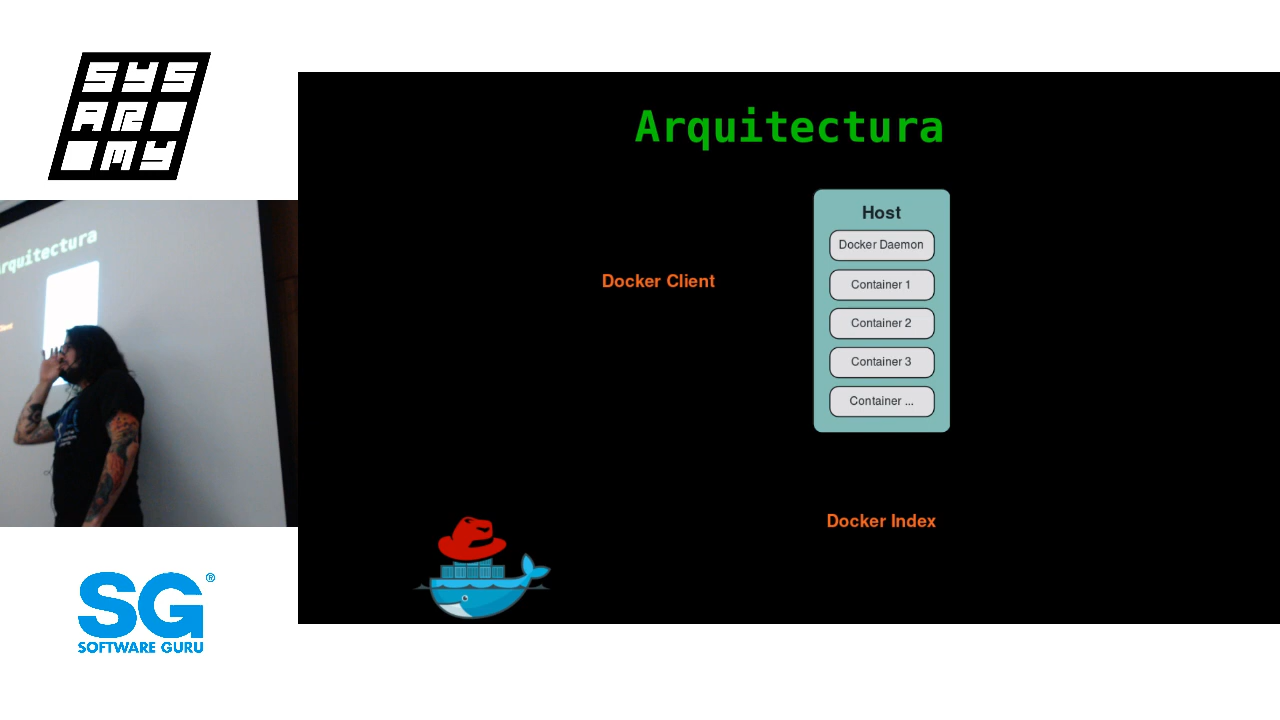 SYS
AR
MY
Arquitectura
Host
Docker Daemon
Docker Client
Container 1
Container 2
Container 3
Container ...
Docker Index
rquitectura
SG®
SOFTWARE GURU